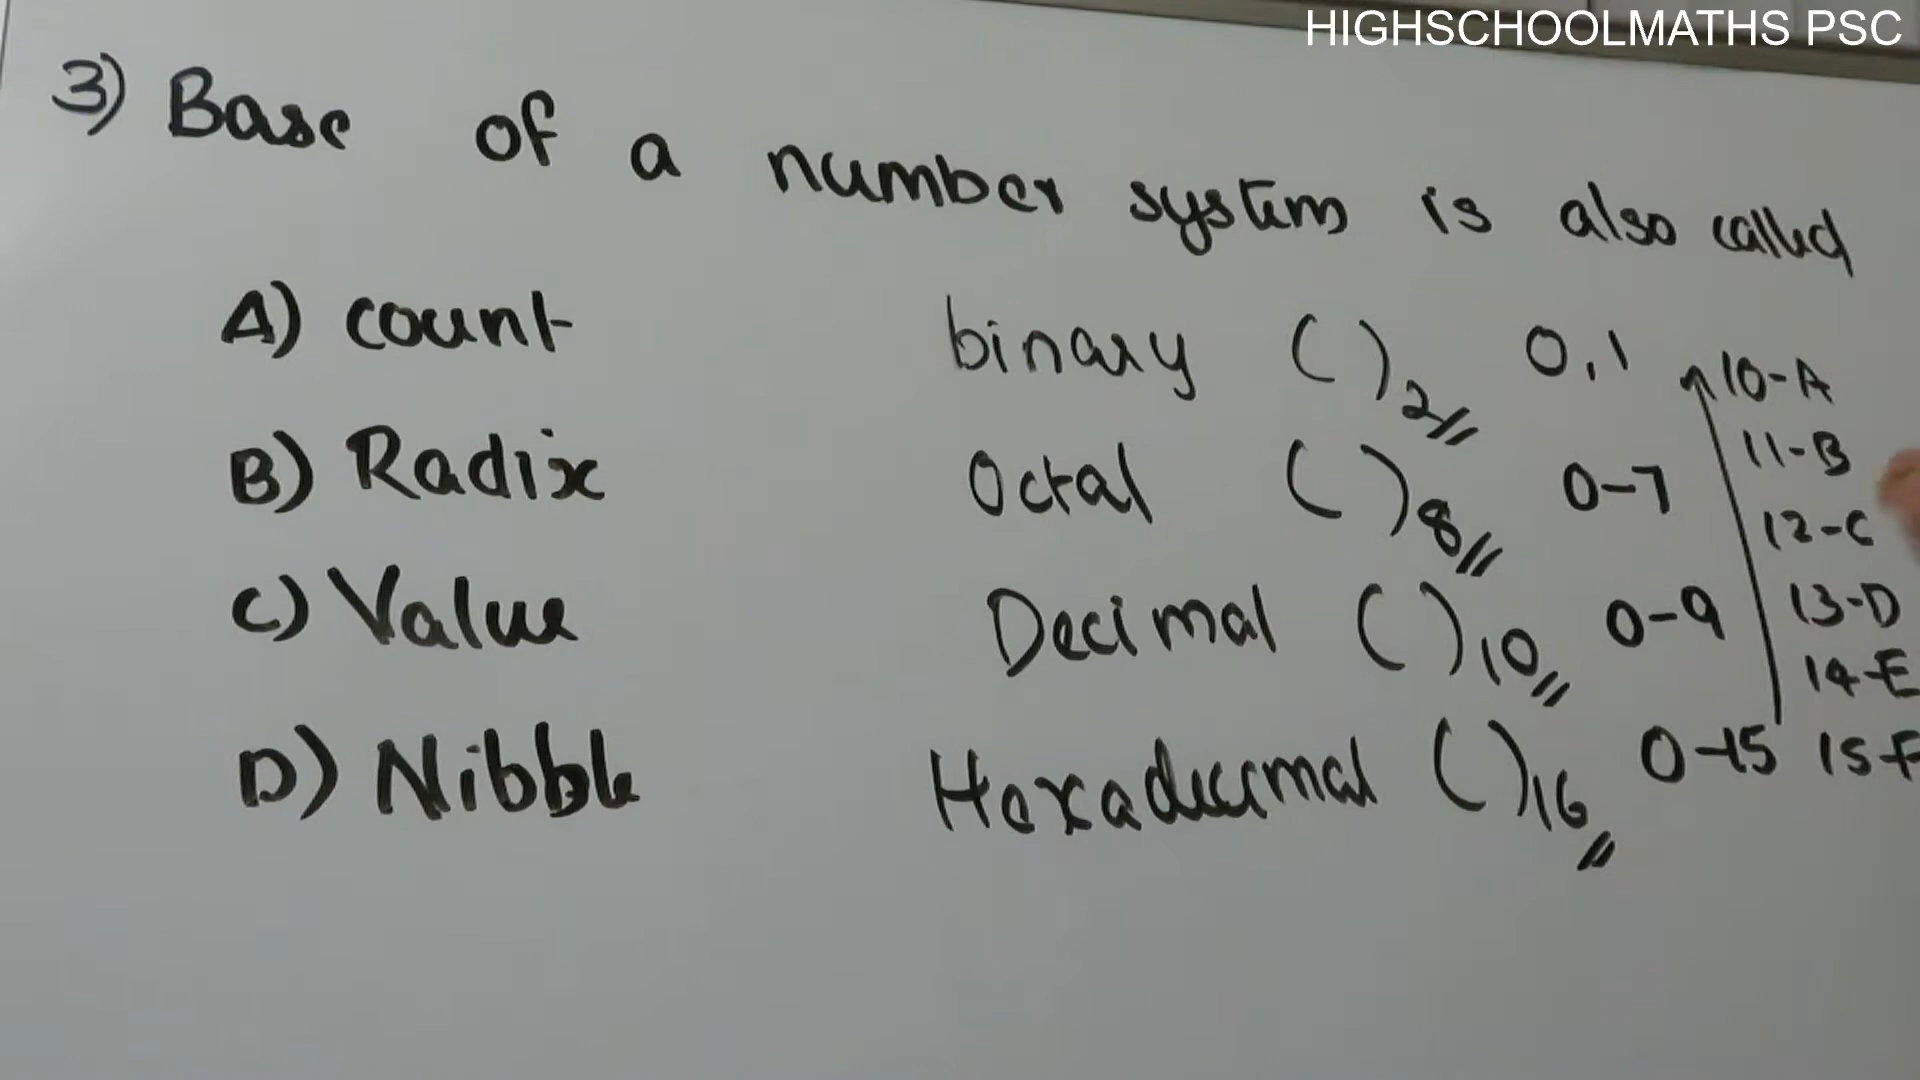 HIGHSCHOOLMATHS PSC
3) Base of a number system is also called
A) count
B) Radix
C) Value
D) Nibble
binary ( )2 0,1
Octal ( )8 0-7
Decimal ( )10 0-9
Hexadecimal ( )16 0-15
10-A
11-B
12-C
13-D
14-E
15-F